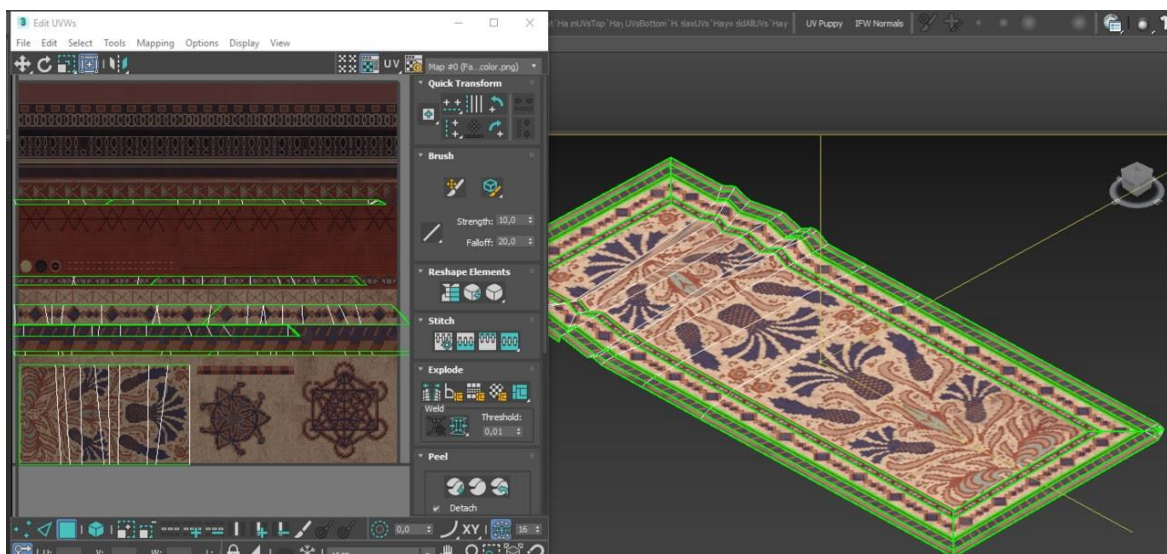 3 Edit UVWs
File Edit Select Tools Mapping Options Display View
UV Map #0 (Fa...color.png)
Quick Transform
Brush
Strength: 10,0
Falloff: 20,0
Reshape Elements
Stitch
Explode
Weld
Threshold:
0,01
Peel
Detach
0,0 XY 16
UVsBottom
UV Puppy IFW Normals